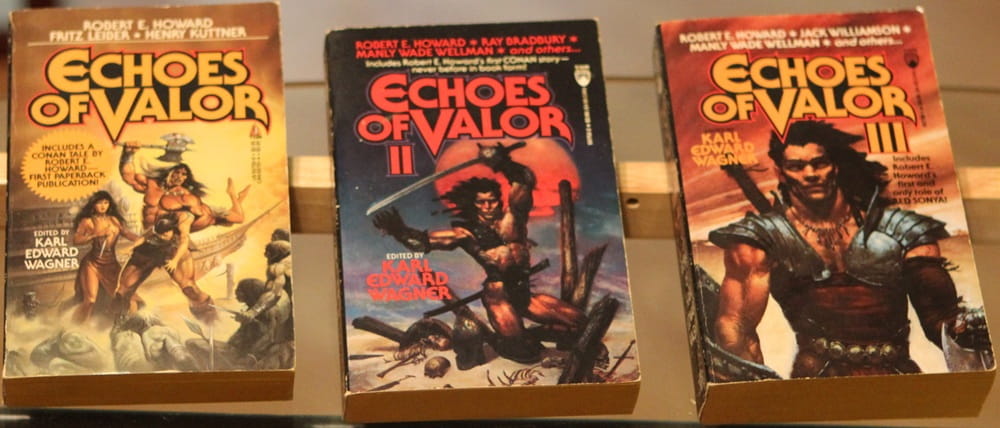 ROBERT E. HOWARD
FRITZ LEIBER • HENRY KUTTNER
ECHOES
OF VALOR
INCLUDES A
CONAN TALE BY
ROBERT E.
HOWARD—
FIRST PAPERBACK
PUBLICATION!
EDITED BY
KARL
EDWARD
WAGNER
ROBERT E. HOWARD • RAY BRADBURY •
MANLY WADE WELLMAN • and others...
Includes Robert E. Howard's first CONAN story—
never before in book form!
ECHOES
OF VALOR
II
EDITED BY
KARL
EDWARD
WAGNER
ROBERT E. HOWARD • JACK WILLIAMSON •
MANLY WADE WELLMAN • and others...
ECHOES
OF VALOR
III
KARL
EDWARD
WAGNER
Includes
Robert E.
Howard's
first and
only tale of
RED SONYA!